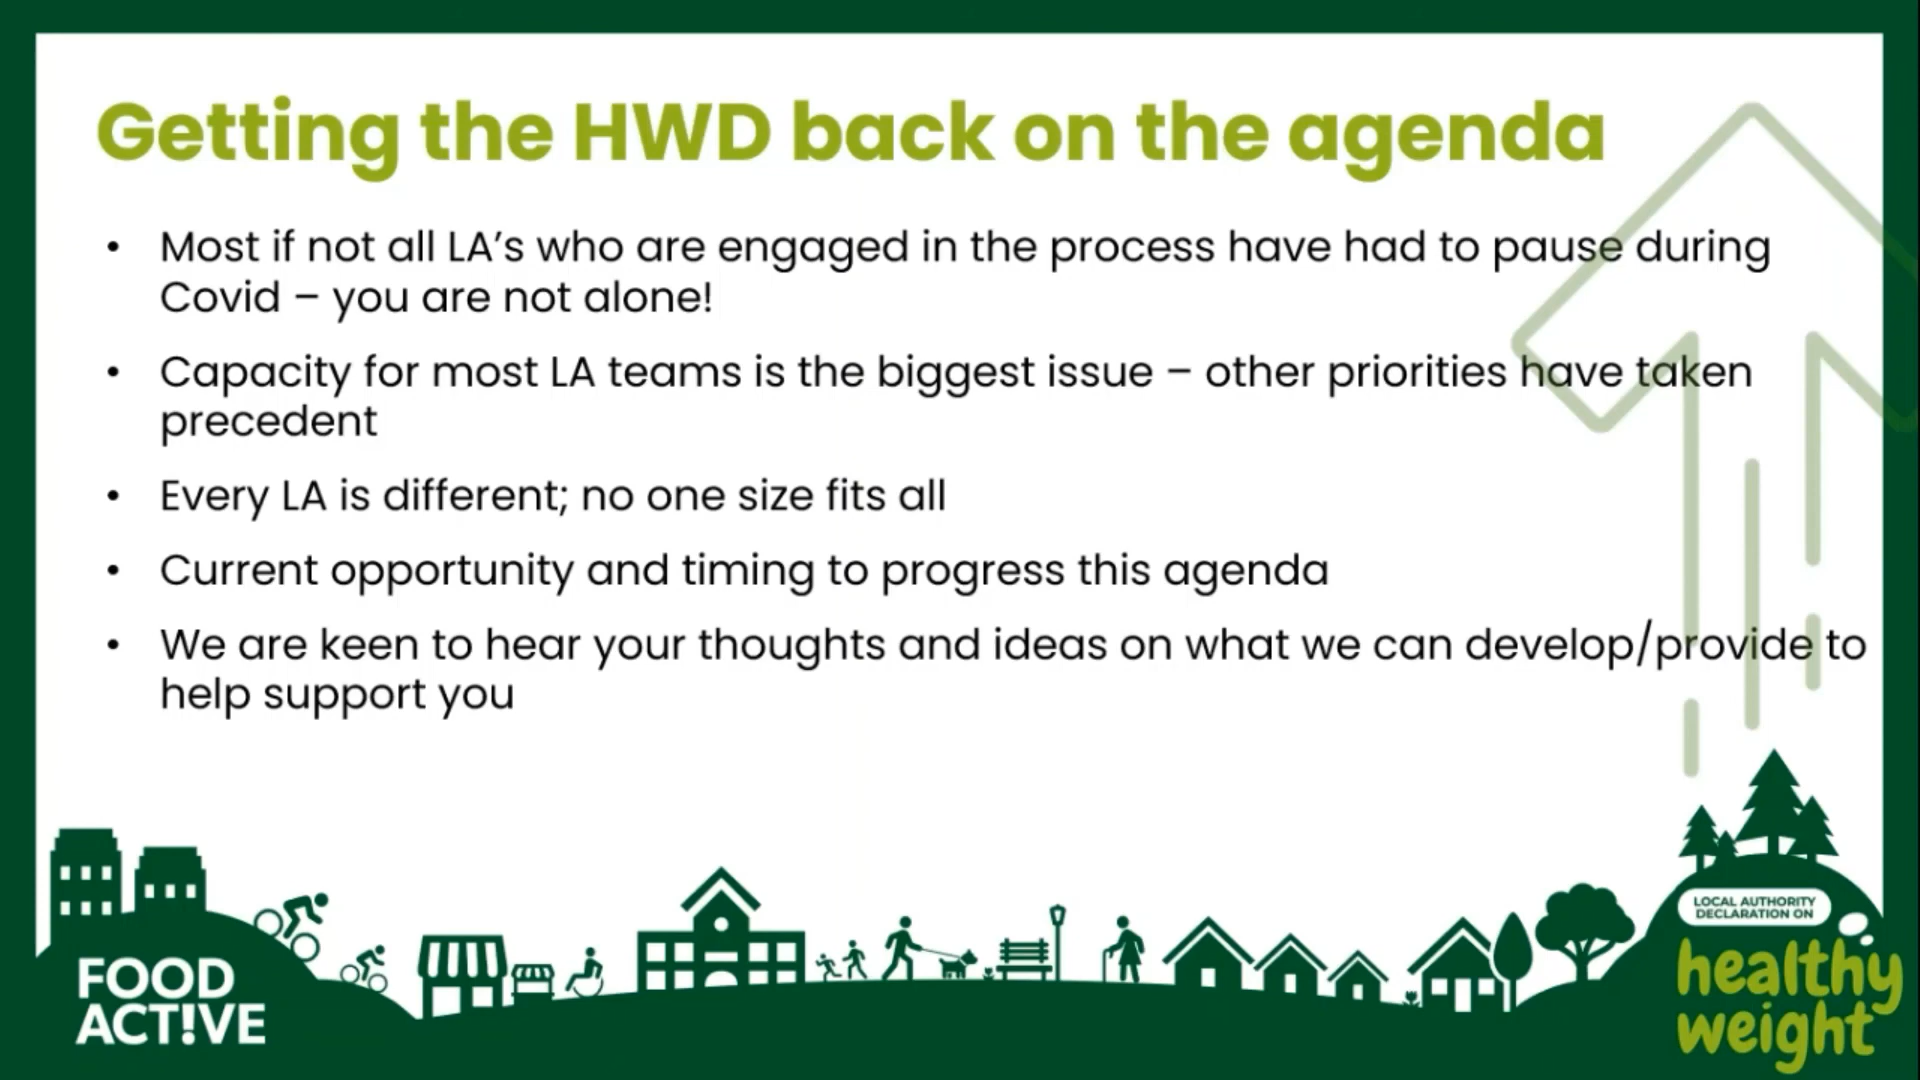 Getting the HWD back on the agenda
• Most if not all LA’s who are engaged in the process have had to pause during
Covid – you are not alone!
• Capacity for most LA teams is the biggest issue – other priorities have taken
precedent
• Every LA is different; no one size fits all
• Current opportunity and timing to progress this agenda
• We are keen to hear your thoughts and ideas on what we can develop/provide to
help support you
FOOD
ACT!VE
LOCAL AUTHORITY
DECLARATION ON
healthy
weight